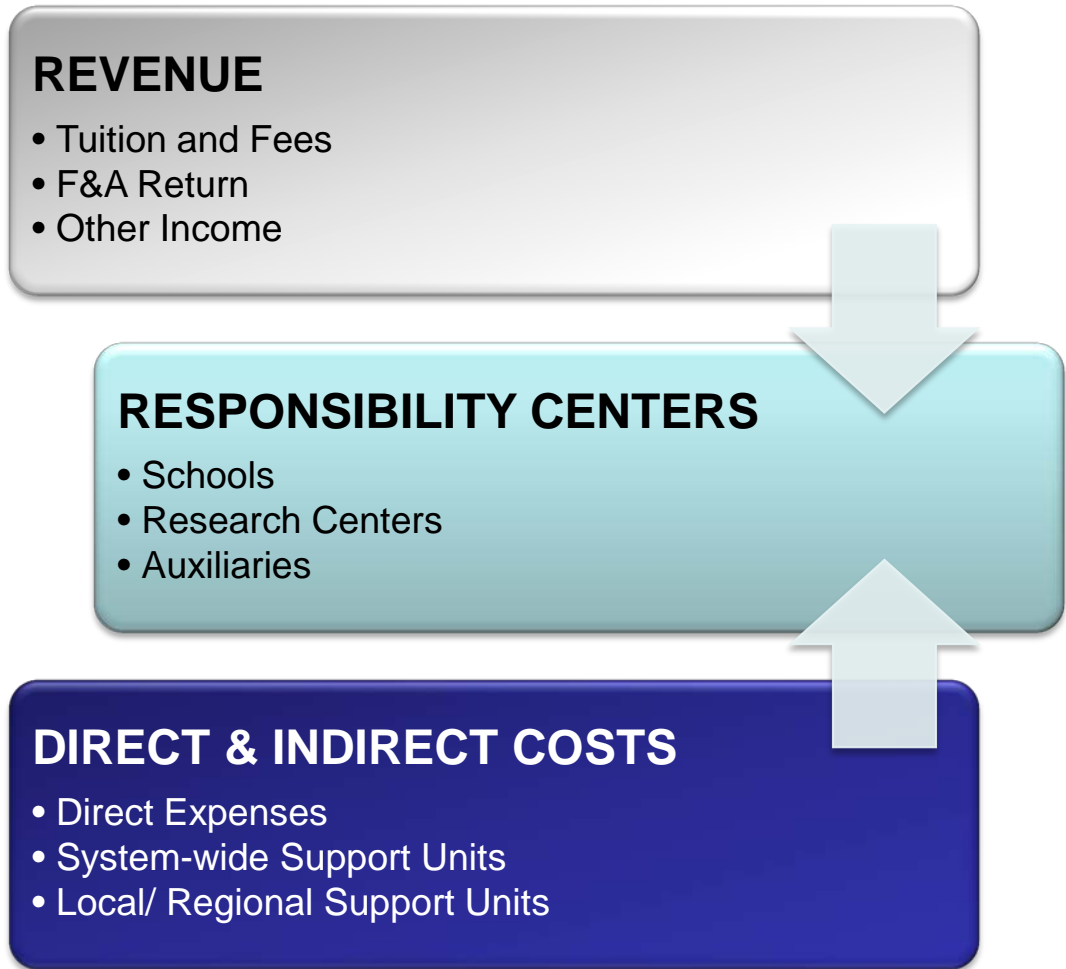 REVENUE
• Tuition and Fees
• F&A Return
• Other Income
RESPONSIBILITY CENTERS
• Schools
• Research Centers
• Auxiliaries
DIRECT & INDIRECT COSTS
• Direct Expenses
• System-wide Support Units
• Local/ Regional Support Units